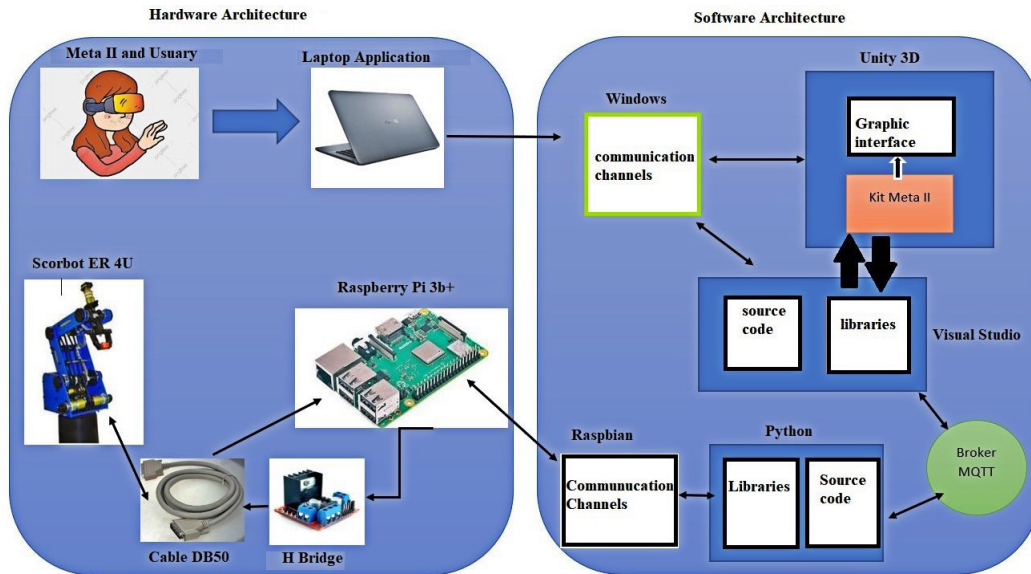 Hardware Architecture
Software Architecture
Meta II and Usuary
Laptop Application
Unity 3D
Windows
Graphic
interface
communication
channels
Kit Meta II
Scorbot ER 4U
Raspberry Pi 3b+
source
code
libraries
Visual Studio
Raspbian
Python
Broker
MQTT
Communucation
Channels
Libraries
Source
code
Cable DB50
H Bridge